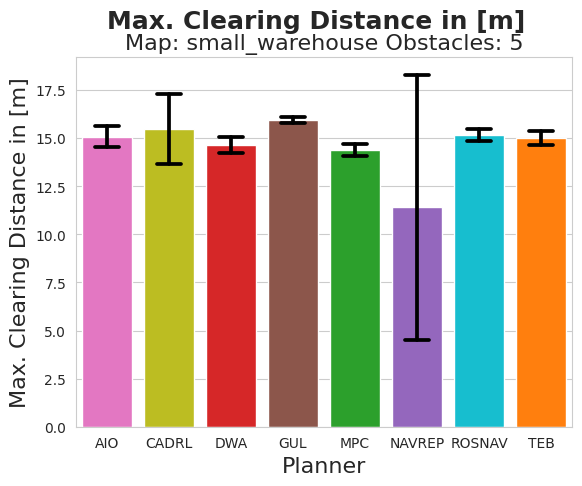 Max. Clearing Distance in [m]
Map: small_warehouse Obstacles: 5
Max. Clearing Distance in [m]
17.5
15.0
12.5
10.0
7.5
5.0
2.5
0.0
AIO CADRL DWA GUL MPC NAVREP ROSNAV TEB
Planner